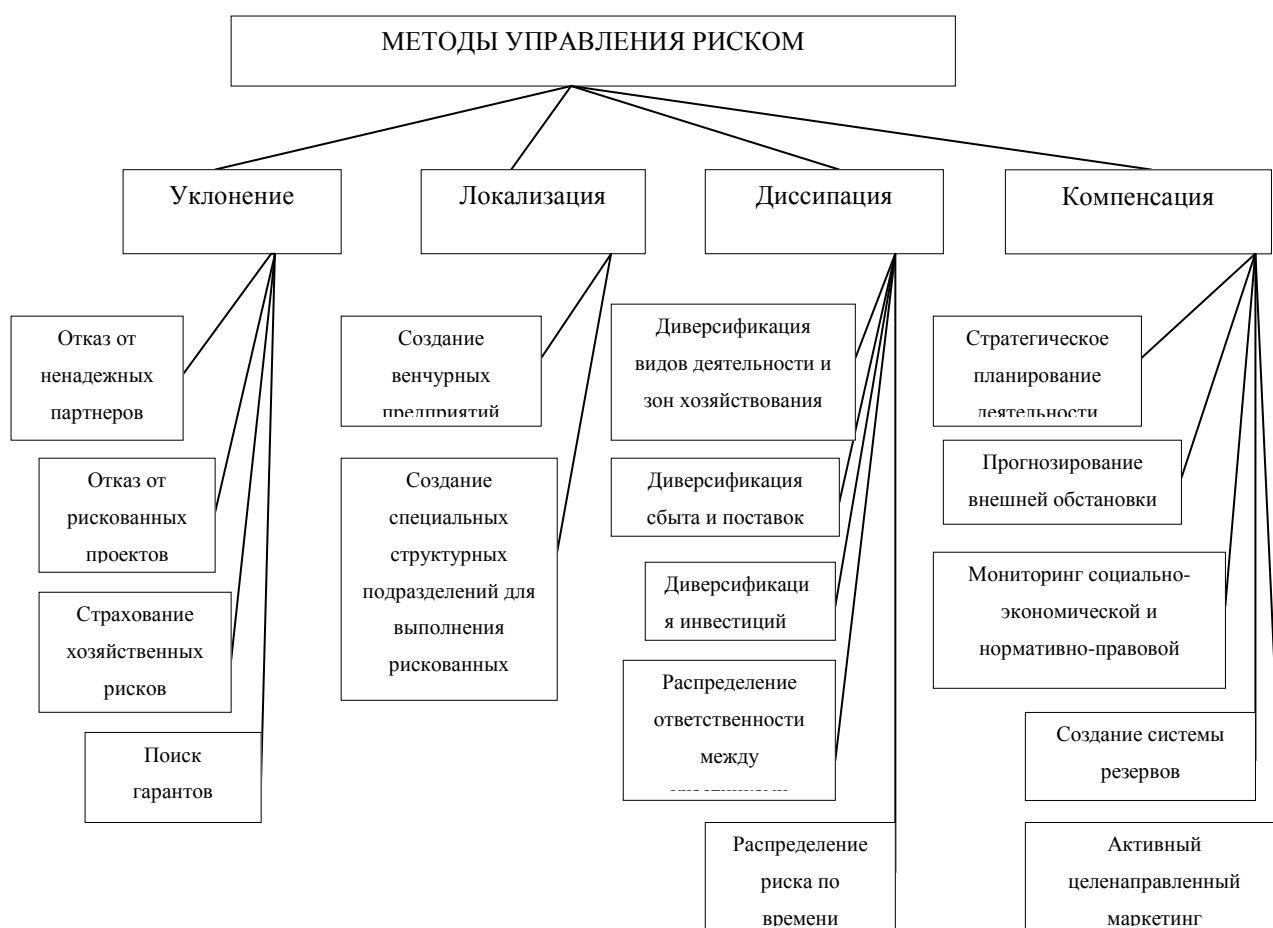 МЕТОДЫ УПРАВЛЕНИЯ РИСКОМ
Уклонение
Локализация
Диссипация
Компенсация
Отказ от
ненадежных
партнеров
Отказ от
рискованных
проектов
Страхование
хозяйственных
рисков
Поиск
гарантов
Создание
венчурных
предприятий
Создание
специальных
структурных
подразделений для
выполнения
рискованных
Диверсификация
видов деятельности и
зон хозяйствования
Диверсификация
сбыта и поставок
Диверсификаци
я инвестиций
Распределение
ответственности
между
Распределение
риска по
времени
Стратегическое
планирование
деятельности
Прогнозирование
внешней обстановки
Мониторинг социально-
экономической и
нормативно-правовой
Создание системы
резервов
Активный
целенаправленный
маркетинг